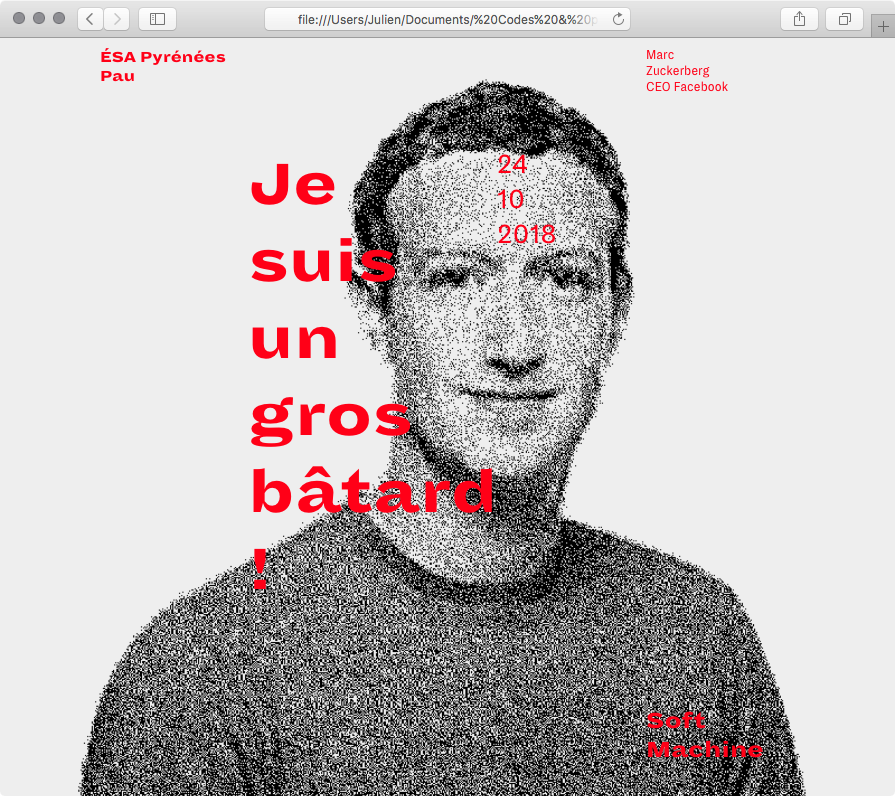 file:///Users/Julien/Documents/%20Codes%20&%20p
ÉSA Pyrénées
Pau
Marc
Zuckerberg
CEO Facebook
24
10
2018
Je
suis
un
gros
bâtard
!
Soft
Machine